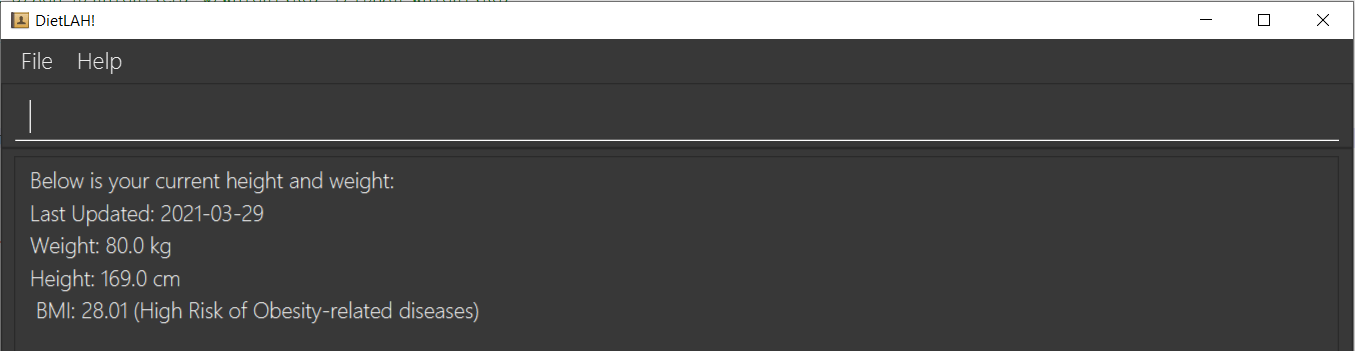 DietLAH!
File Help
Below is your current height and weight:
Last Updated: 2021-03-29
Weight: 80.0 kg
Height: 169.0 cm
BMI: 28.01 (High Risk of Obesity-related diseases)